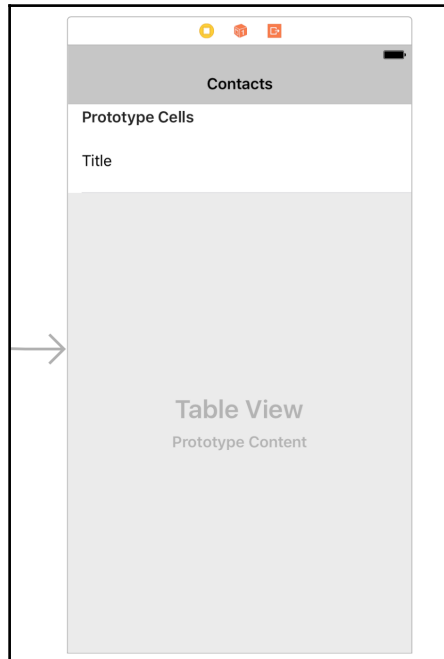 Contacts
Prototype Cells
Title
Table View
Prototype Content